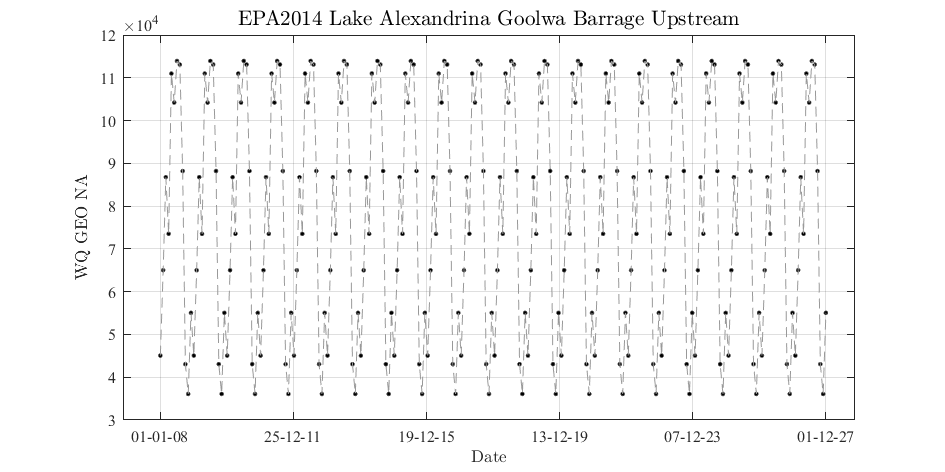 EPA2014 Lake Alexandrina Goolwa Barrage Upstream
×10⁴
12
11
10
9
8
7
6
5
4
3
WQ GEO NA
01-01-08 25-12-11 19-12-15 13-12-19 07-12-23 01-12-27
Date